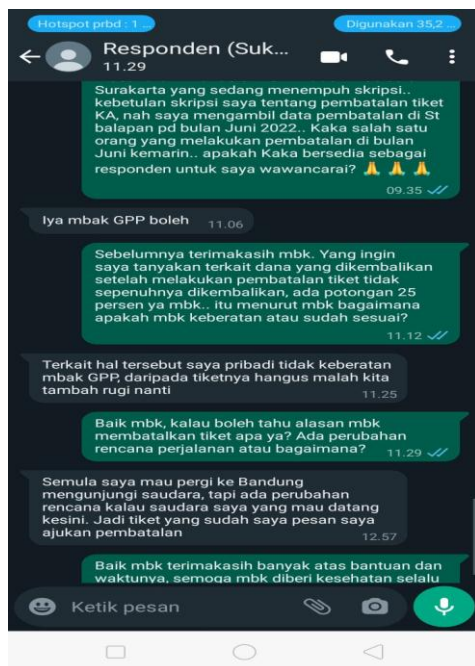 Hotspot prbd : 1 ...
Digunakan 35,2 ...
Responden (Suk...
11.29
Surakarta yang sedang menempuh skripsi..
kebetulan skripsi saya tentang pembatalan tiket
KA, nah saya mengambil data pembatalan di St
balapan pd bulan Juni 2022.. Kaka salah satu
orang yang melakukan pembatalan di bulan
Juni kemarin.. apakah Kaka bersedia sebagai
responden untuk saya wawancarai? 🙏 🙏 🙏
09.35
Iya mbak GPP boleh 11.06
Sebelumnya terimakasih mbk. Yang ingin
saya tanyakan terkait dana yang dikembalikan
setelah melakukan pembatalan tiket tidak
sepenuhnya dikembalikan, ada potongan 25
persen ya mbk.. itu menurut mbk bagaimana
apakah mbk keberatan atau sudah sesuai?
11.12
Terkait hal tersebut saya pribadi tidak keberatan
mbak GPP, daripada tiketnya hangus malah kita
tambah rugi nanti 11.25
Baik mbk, kalau boleh tahu alasan mbk
membatalkan tiket apa ya? Ada perubahan
rencana perjalanan atau bagaimana? 11.29
Semula saya mau pergi ke Bandung
mengunjungi saudara, tapi ada perubahan
rencana kalau saudara saya yang mau datang
kesini. Jadi tiket yang sudah saya pesan saya
ajukan pembatalan 12.57
Baik mbk terimakasih banyak atas bantuan dan
waktunya, semoga mbk diberi kesehatan selalu
Ketik pesan